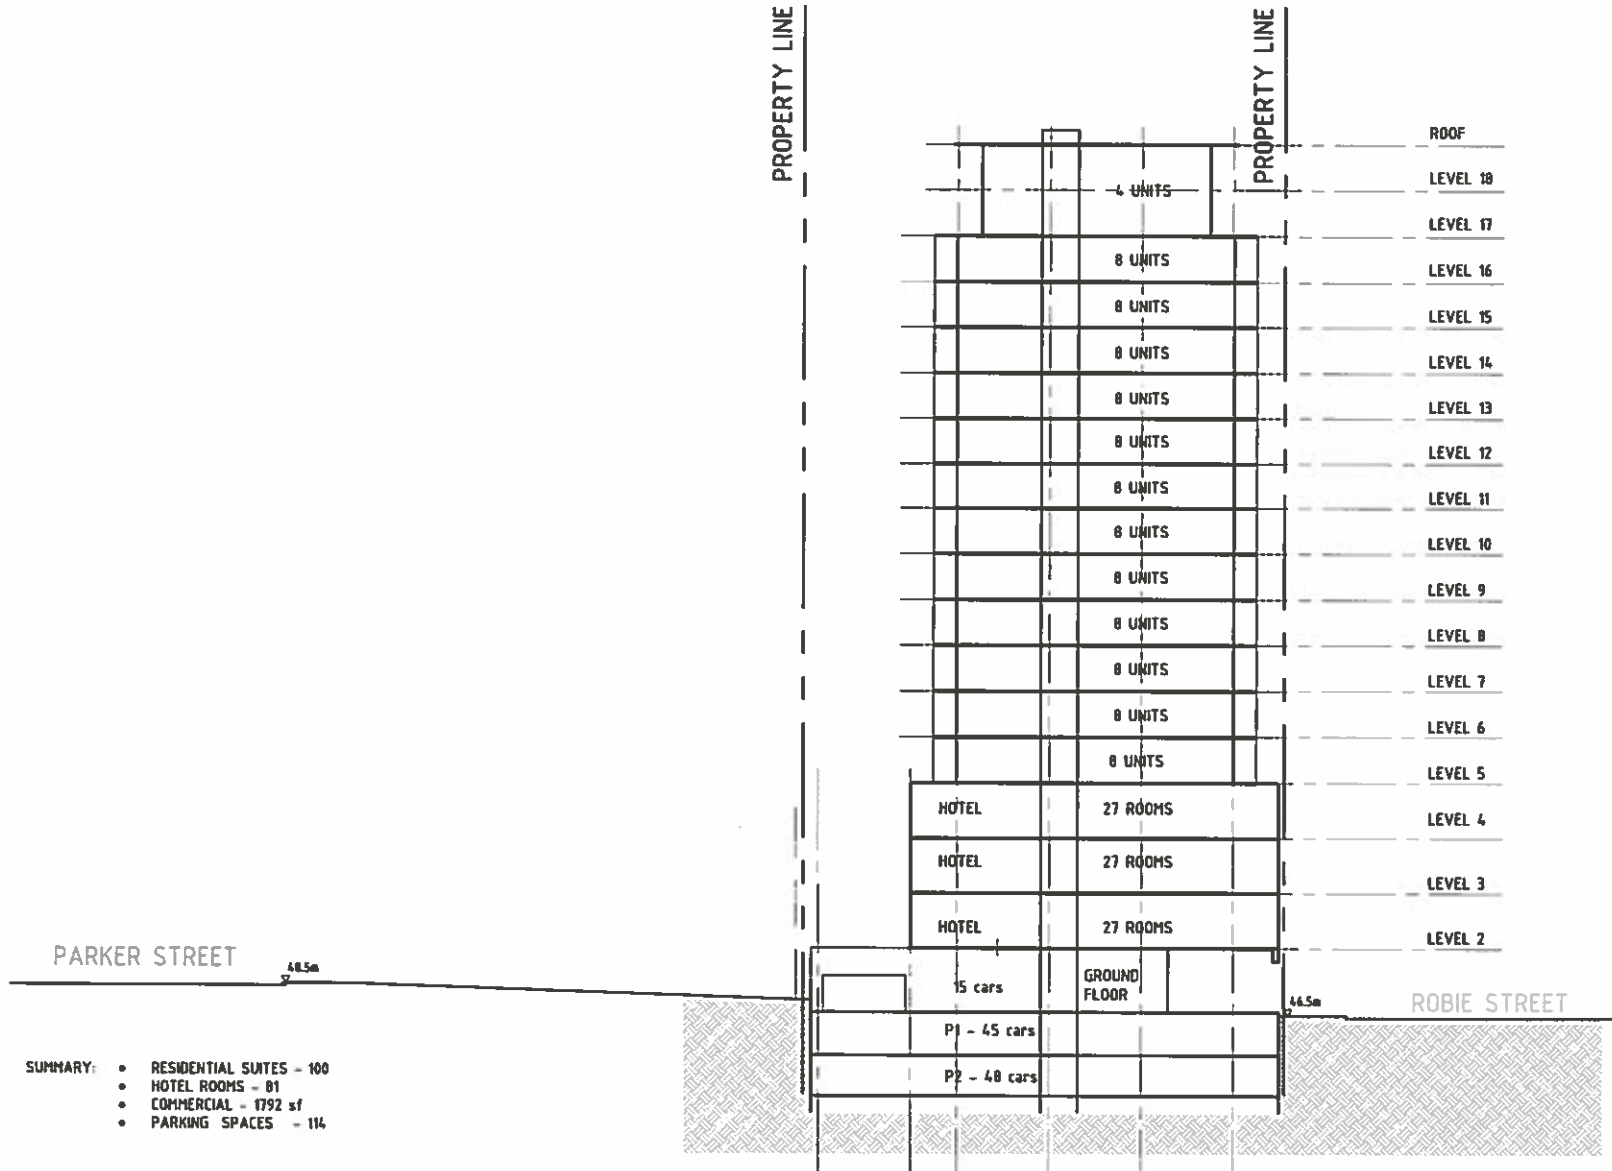 PROPERTY LINE
PROPERTY LINE
ROOF
LEVEL 18
4 UNITS
LEVEL 17
8 UNITS
LEVEL 16
8 UNITS
LEVEL 15
8 UNITS
LEVEL 14
8 UNITS
LEVEL 13
8 UNITS
LEVEL 12
8 UNITS
LEVEL 11
8 UNITS
LEVEL 10
8 UNITS
LEVEL 9
8 UNITS
LEVEL 8
8 UNITS
LEVEL 7
8 UNITS
LEVEL 6
8 UNITS
LEVEL 5
HOTEL 27 ROOMS
LEVEL 4
HOTEL 27 ROOMS
LEVEL 3
HOTEL 27 ROOMS
LEVEL 2
PARKER STREET
48.5m
15 cars
GROUND
FLOOR
46.5m
ROBIE STREET
P1 - 45 cars
P2 - 48 cars
SUMMARY:
• RESIDENTIAL SUITES - 100
• HOTEL ROOMS - 81
• COMMERCIAL - 1792 sf
• PARKING SPACES - 114